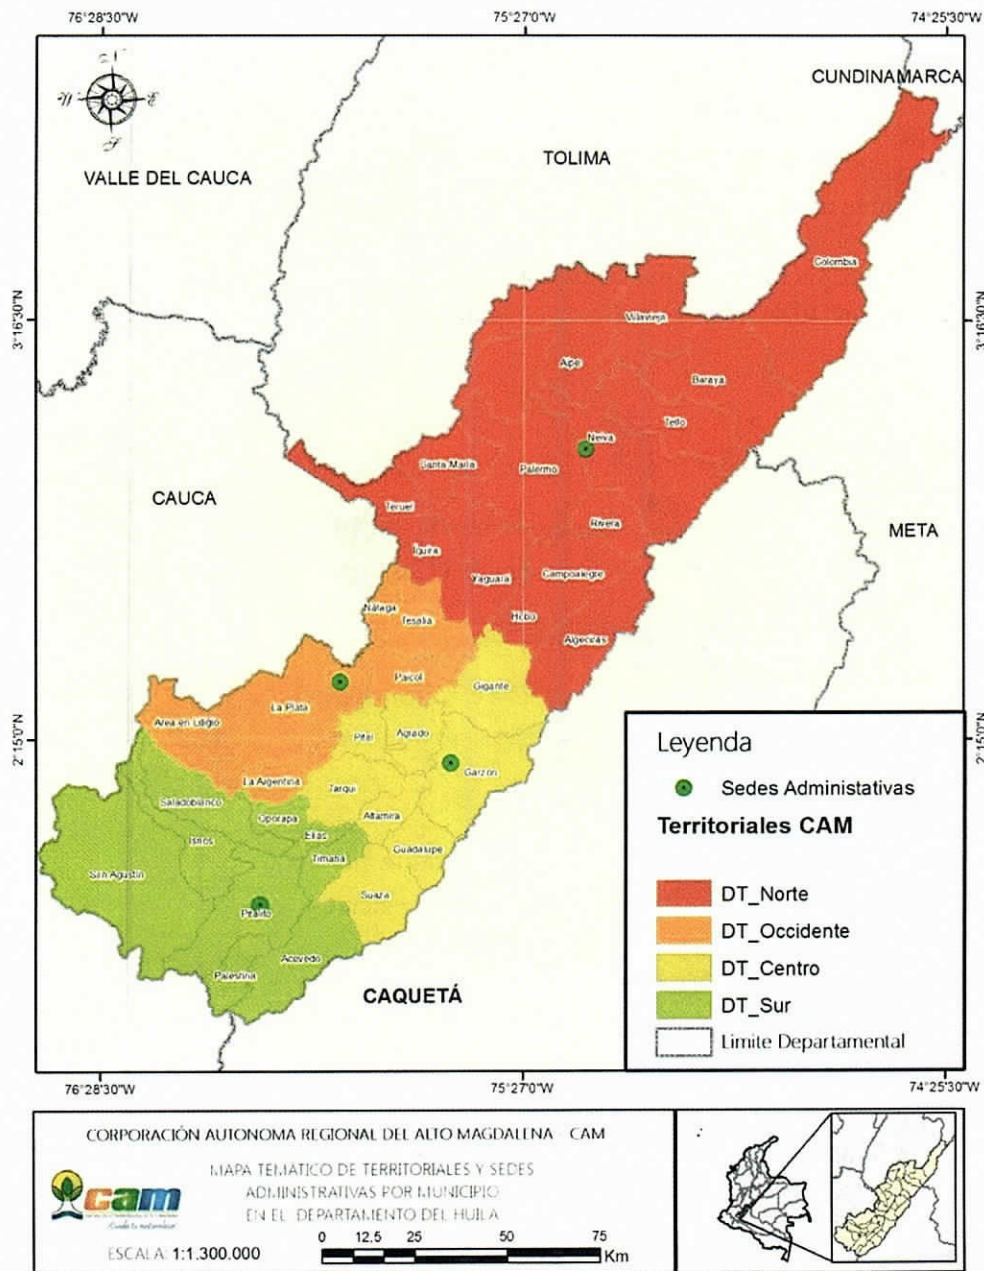 76°28'30"W 75°27'0"W 74°25'30"W
N
W E
S
CUNDINAMARCA
TOLIMA
VALLE DEL CAUCA
Colombia
3°16'30"N 3°16'0"N
Villavieja
Aipe
Baraya
Tello
Neiva
Santa María
Palermo
CAUCA
Teruel
Rivera
META
Iquira
Yaguara
Campoalegre
Nátaga
Tesalia
Hobo
Algeciras
Paicol
Gigante
La Plata
Area en Litigio
Pital
Agrado
2°15'0"N 2°15'0"N
Garzón
La Argentina
Tarqui
Saladoblanco
Oporapa
Altamira
Elias
Isnos
Guadalupe
Timaná
San Agustín
Suaza
Pitalito
Acevedo
Palestina
CAQUETÁ
Leyenda
Sedes Administativas
Territoriales CAM
DT_Norte
DT_Occidente
DT_Centro
DT_Sur
Limite Departamental
76°28'30"W 75°27'0"W 74°25'30"W
CORPORACIÓN AUTONOMA REGIONAL DEL ALTO MAGDALENA CAM
MAPA TEMATICO DE TERRITORIALES Y SEDES
ADMINISTRATIVAS POR MUNICIPIO
EN EL DEPARTAMENTO DEL HUILA
cam
ESCALA: 1:1.300.000
0 12.5 25 50 75
Km